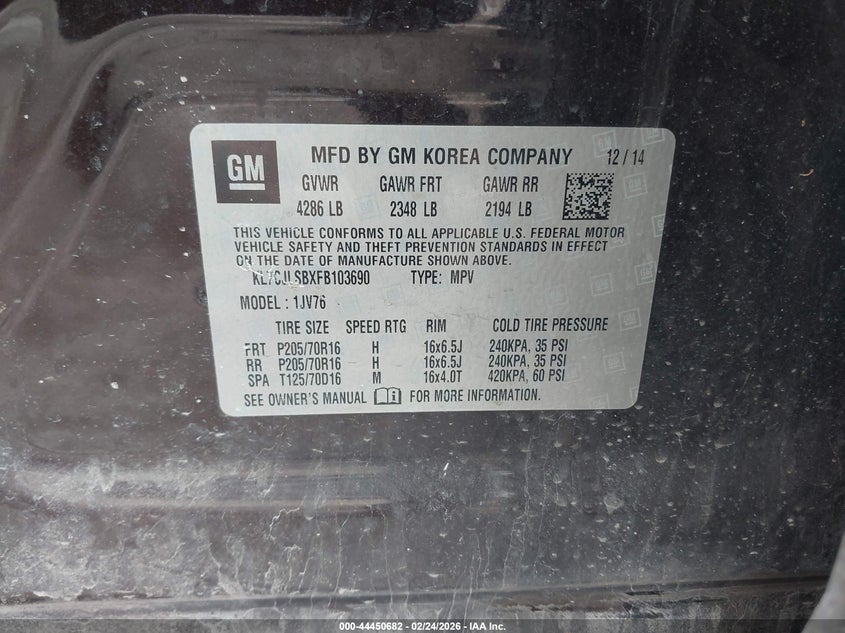 GM MFD BY GM KOREA COMPANY 12 / 14
GVWR GAWR FRT GAWR RR
4286 LB 2348 LB 2194 LB
THIS VEHICLE CONFORMS TO ALL APPLICABLE U.S. FEDERAL MOTOR
VEHICLE SAFETY AND THEFT PREVENTION STANDARDS IN EFFECT
ON THE DATE OF MANUFACTURE SHOWN ABOVE.
KL7CJLSBXFB103690 TYPE: MPV
MODEL : 1JV76
TIRE SIZE SPEED RTG RIM COLD TIRE PRESSURE
FRT P205/70R16 H 16x6.5J 240KPA, 35 PSI
RR P205/70R16 H 16x6.5J 240KPA, 35 PSI
SPA T125/70D16 M 16x4.0T 420KPA, 60 PSI
SEE OWNER'S MANUAL FOR MORE INFORMATION.
000-44450682 - 02/24/2026 - IAA Inc.